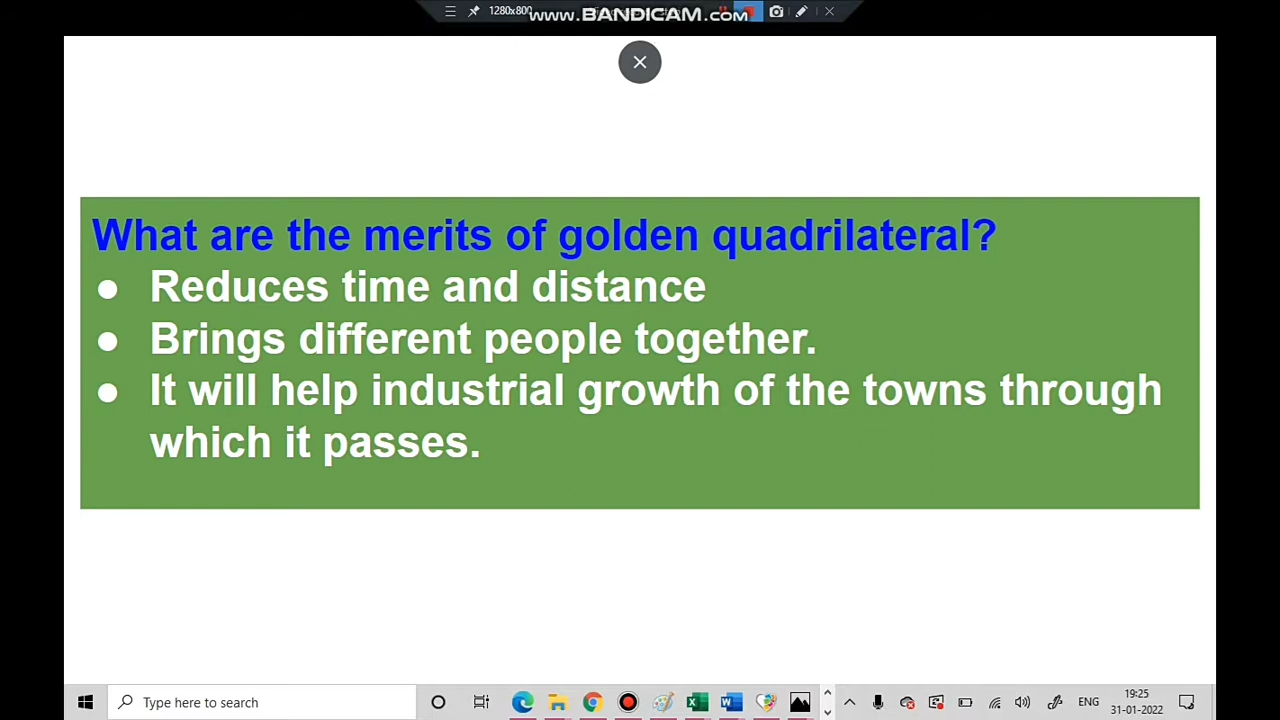 1280x800
www.BANDICAM.com
What are the merits of golden quadrilateral?
● Reduces time and distance
● Brings different people together.
● It will help industrial growth of the towns through
which it passes.
Type here to search
ENG
19:25
31-01-2022